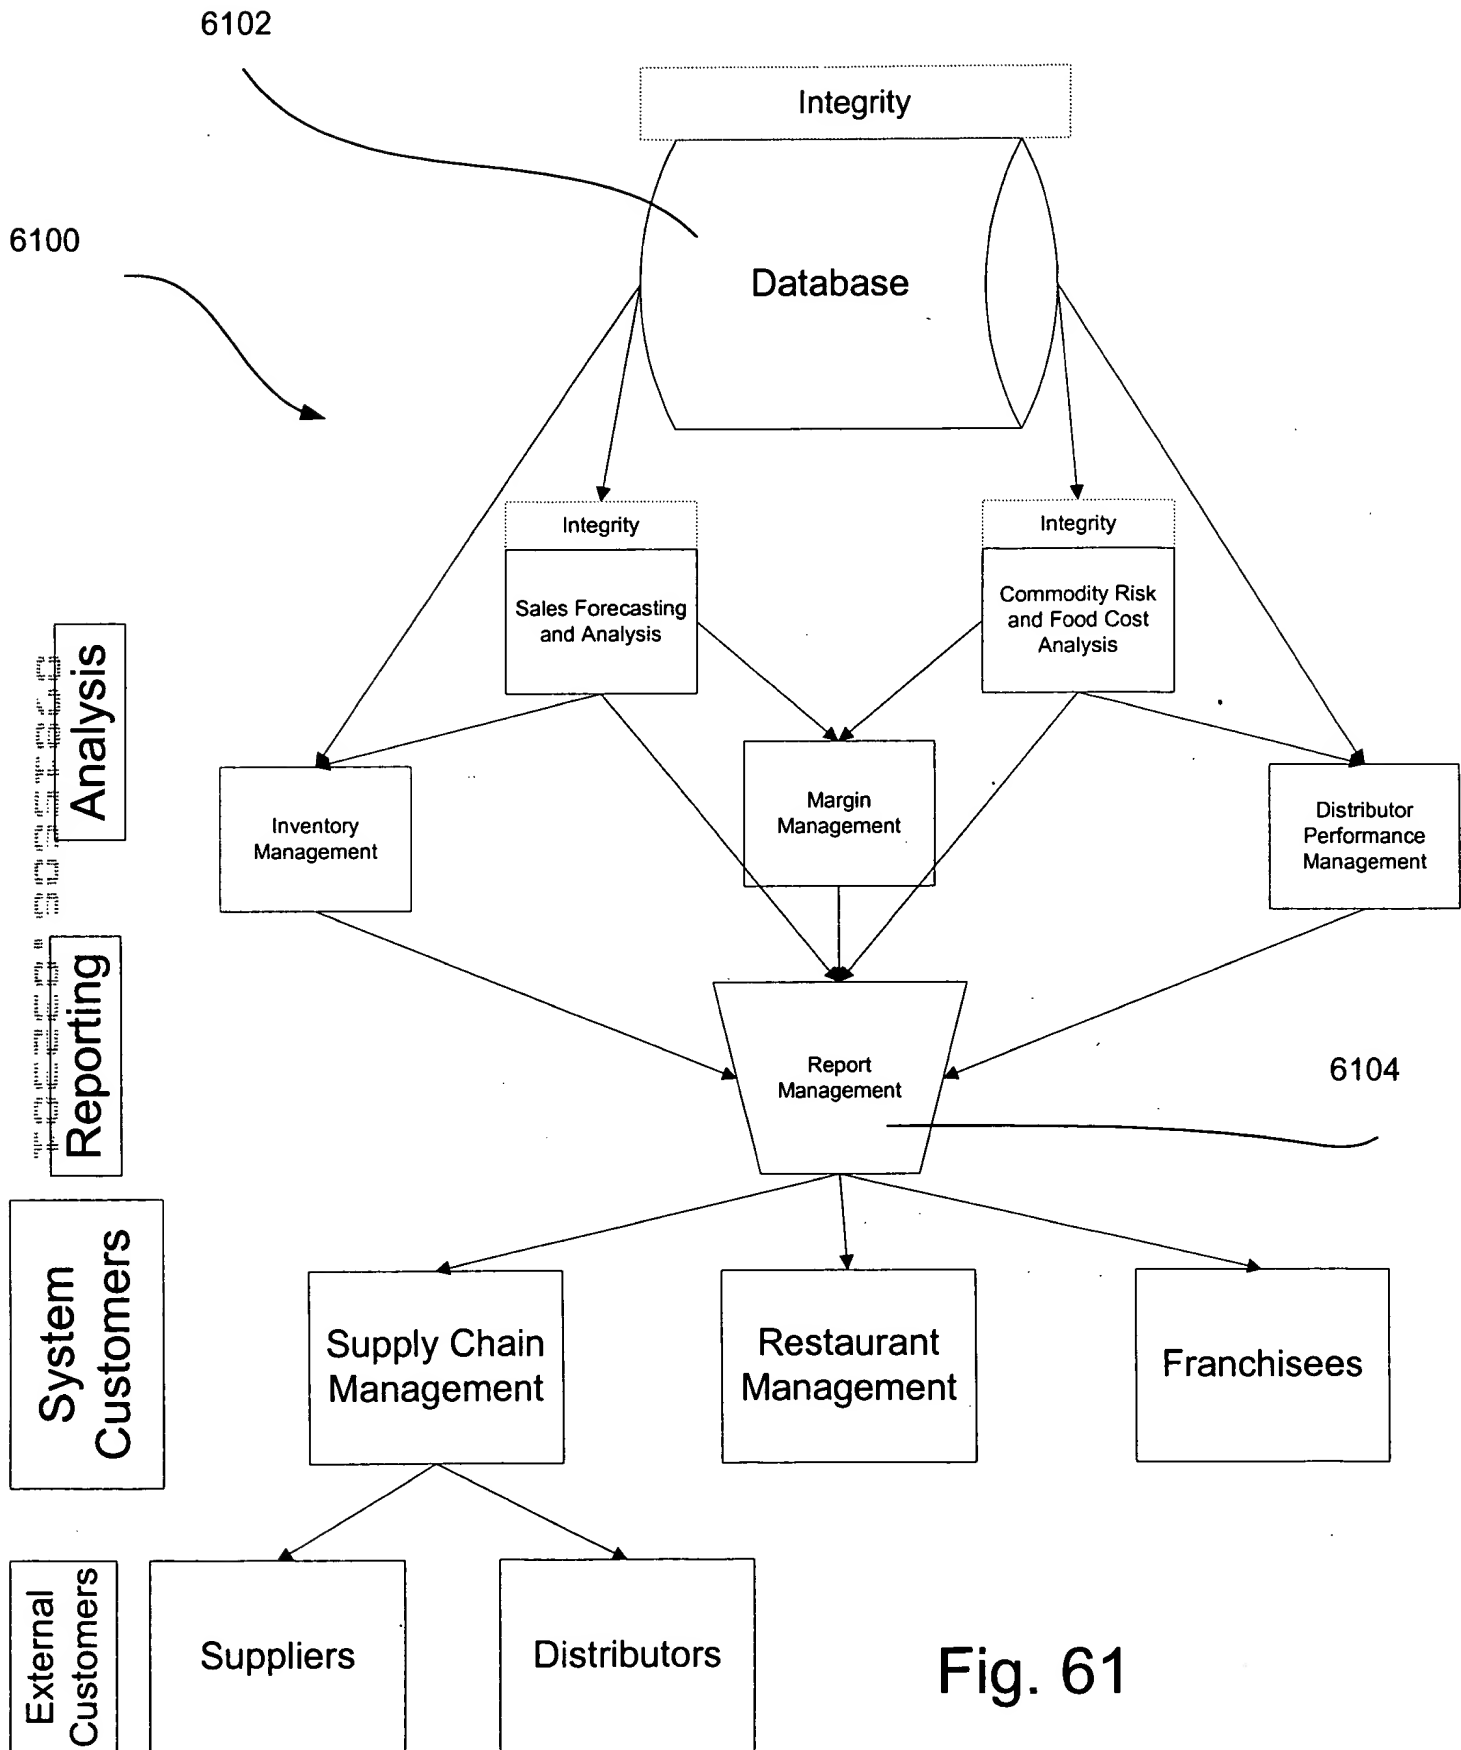 6102
Integrity
6100
Database
Integrity
Integrity
Sales Forecasting
and Analysis
Commodity Risk
and Food Cost
Analysis
Analysis
Inventory
Management
Margin
Management
Distributor
Performance
Management
Reporting
Report
Management
6104
System
Customers
Supply Chain
Management
Restaurant
Management
Franchisees
External
Customers
Suppliers
Distributors
Fig. 61